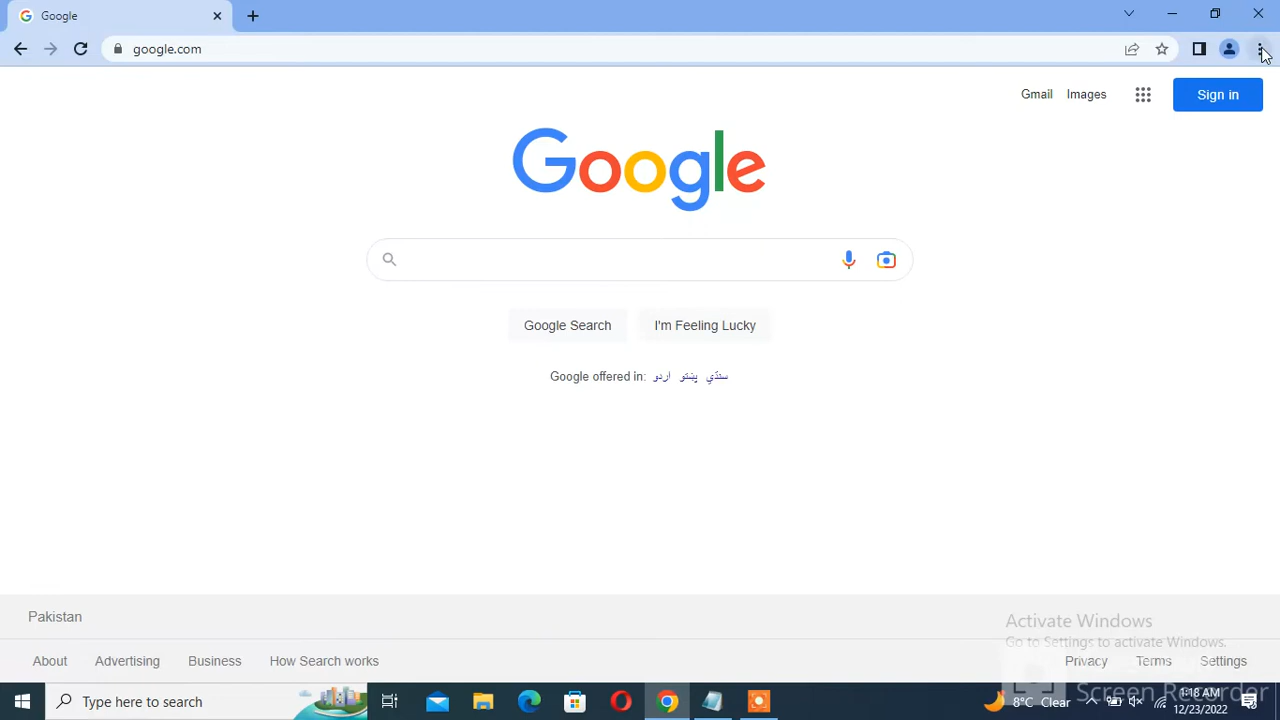 Google
google.com
Gmail Images Sign in
Google
Google Search I'm Feeling Lucky
Google offered in: اردو پښتو سنڌي
Pakistan
Activate Windows
Go to Settings to activate Windows.
About Advertising Business How Search works Privacy Terms Settings
Screen Recorder
Type here to search 8°C Clear 1:18 AM
12/23/2022